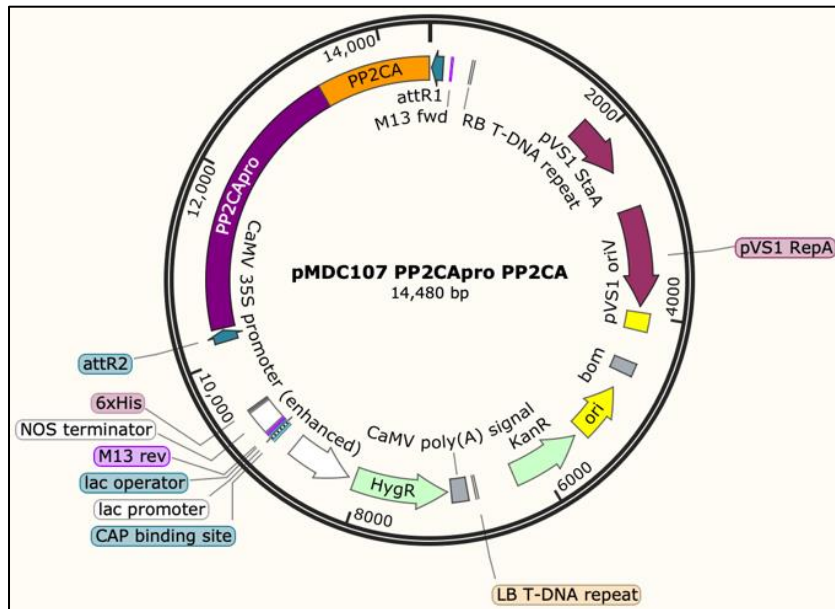 14,000
PP2CA
attR1
M13 fwd
RB T-DNA repeat
2000
pVS1 StaA
12,000
PP2CApro
CaMV 35S promoter (enhanced)
pMDC107 PP2CApro PP2CA
14,480 bp
pVS1 oriV
pVS1 RepA
4000
attR2
bom
10,000
6xHis
NOS terminator
M13 rev
lac operator
lac promoter
CAP binding site
CaMV poly(A) signal
KanR
ori
HygR
6000
8000
LB T-DNA repeat